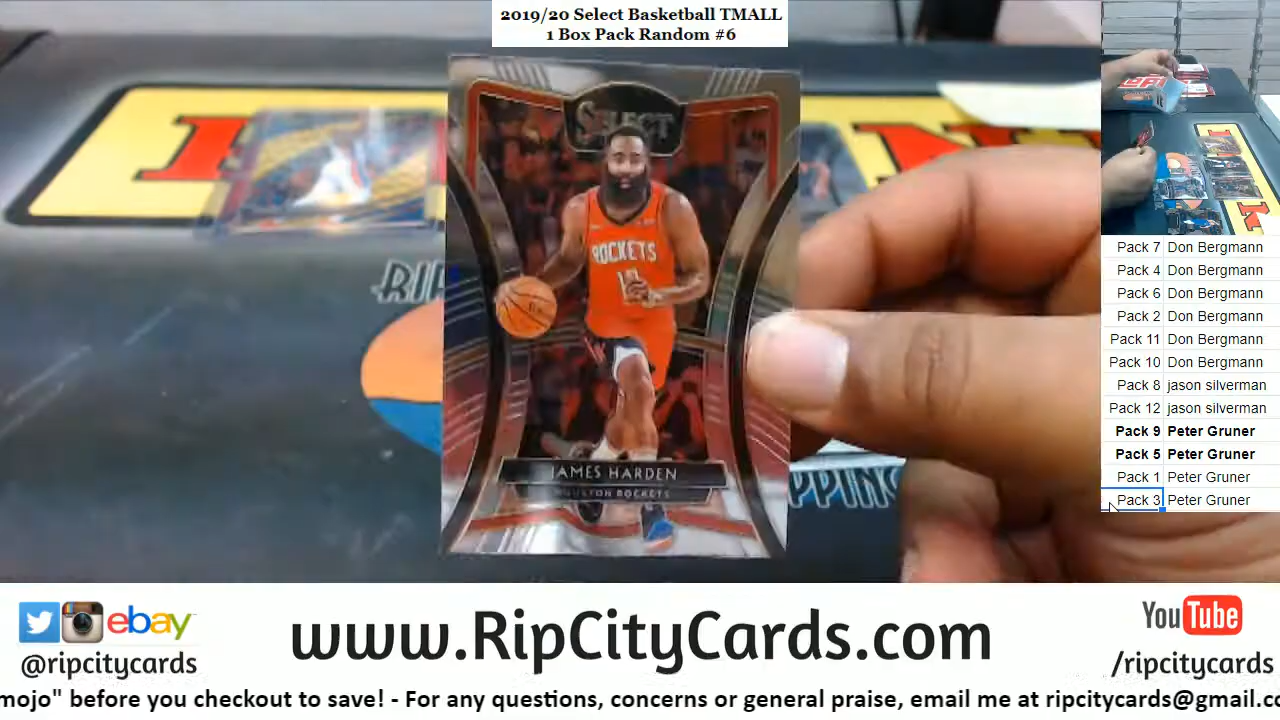 2019/20 Select Basketball TMALL
1 Box Pack Random #6
SELECT
ROCKETS
13
JAMES HARDEN
HOUSTON ROCKETS
RIP
PPING
Pack 7 Don Bergmann
Pack 4 Don Bergmann
Pack 6 Don Bergmann
Pack 2 Don Bergmann
Pack 11 Don Bergmann
Pack 10 Don Bergmann
Pack 8 jason silverman
Pack 12 jason silverman
Pack 9 Peter Gruner
Pack 5 Peter Gruner
Pack 1 Peter Gruner
Pack 3 Peter Gruner
ebay
@ripcitycards
www.RipCityCards.com
YouTube
/ripcitycards
mojo" before you checkout to save! - For any questions, concerns or general praise, email me at ripcitycards@gmail.co